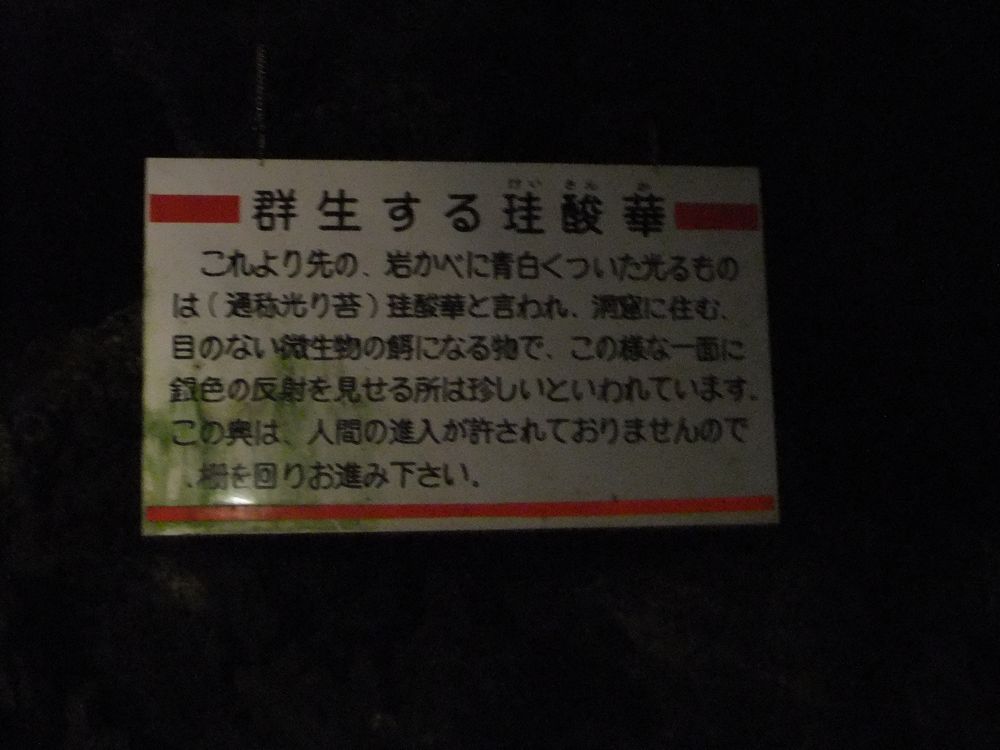 群生する珪酸華
けいさんか
これより先の、岩かべに青白くついた光るもの
は(通称光り苔)珪酸華と言われ、洞窟に住む、
目のない微生物の餌になる物で、この様な一面に
銀色の反射を見せる所は珍しいといわれています。
この奥は、人間の進入が許されておりませんので
、柵を回りお進み下さい。